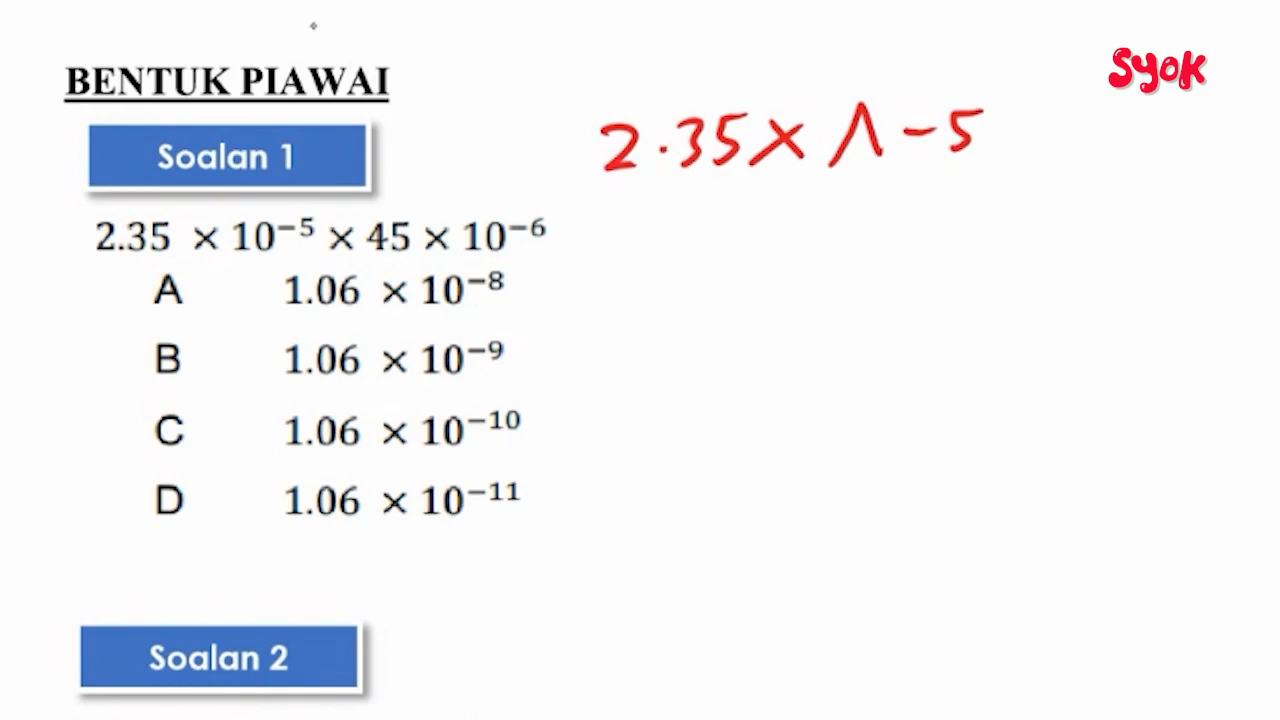 BENTUK PIAWAI
Syok
Soalan 1
2.35 × Λ -5
2.35 × 10⁻⁵ × 45 × 10⁻⁶
A 1.06 × 10⁻⁸
B 1.06 × 10⁻⁹
C 1.06 × 10⁻¹⁰
D 1.06 × 10⁻¹¹
Soalan 2